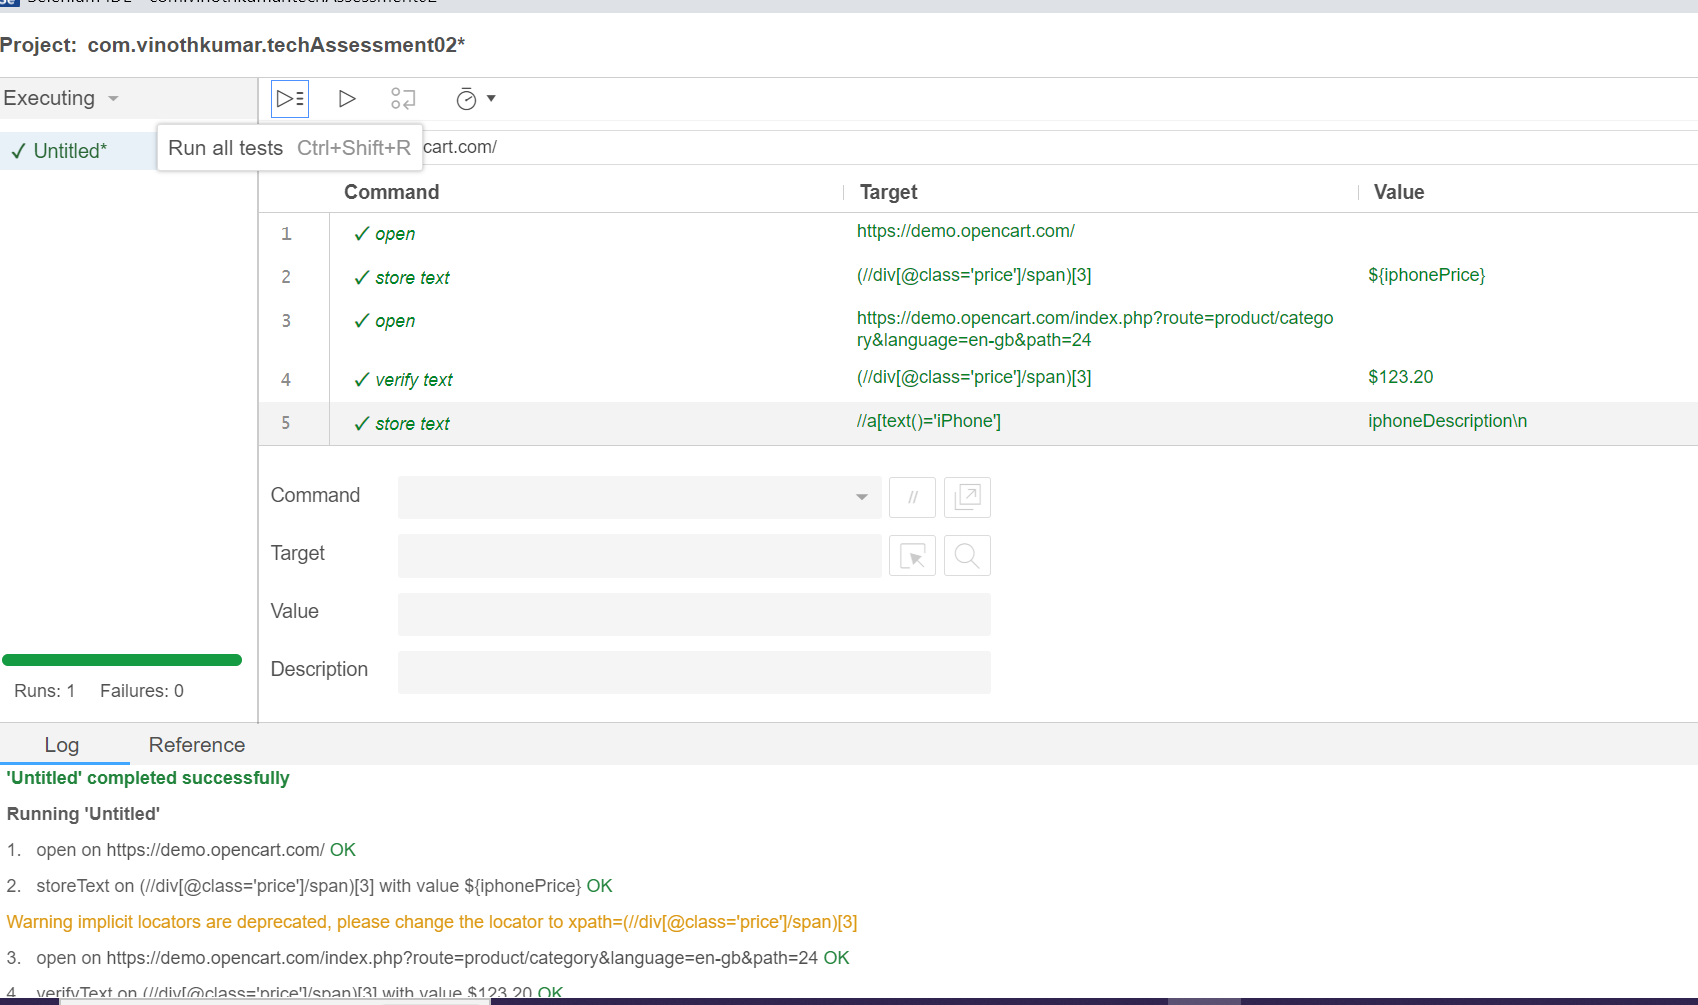 Project: com.vinothkumar.techAssessment02*
Executing
✓ Untitled*
Run all tests Ctrl+Shift+R
cart.com/
Command Target Value
1 ✓ open https://demo.opencart.com/
2 ✓ store text (//div[@class='price']/span)[3] ${iphonePrice}
3 ✓ open https://demo.opencart.com/index.php?route=product/catego
ry&language=en-gb&path=24
4 ✓ verify text (//div[@class='price']/span)[3] $123.20
5 ✓ store text //a[text()='iPhone'] iphoneDescription\n
Command //
Target
Value
Description
Runs: 1 Failures: 0
Log Reference
'Untitled' completed successfully
Running 'Untitled'
1. open on https://demo.opencart.com/ OK
2. storeText on (//div[@class='price']/span)[3] with value ${iphonePrice} OK
Warning implicit locators are deprecated, please change the locator to xpath=(//div[@class='price']/span)[3]
3. open on https://demo.opencart.com/index.php?route=product/category&language=en-gb&path=24 OK
4. verifyText on (//div[@class='price']/span)[3] with value $123.20 OK